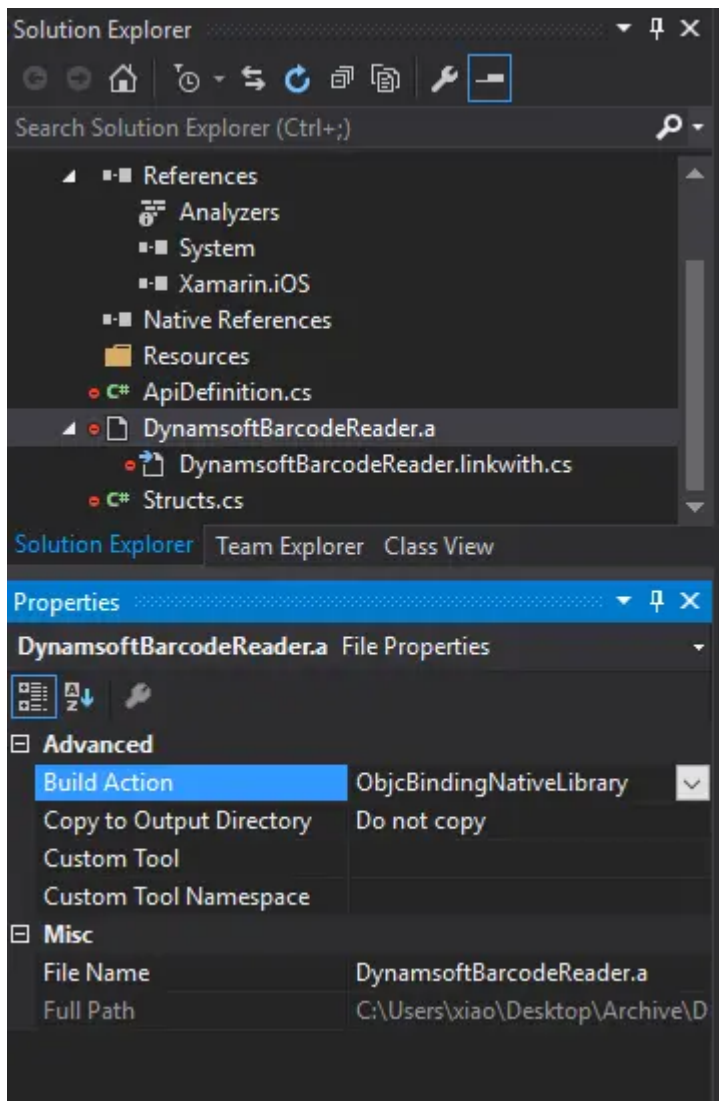 Solution Explorer
Search Solution Explorer (Ctrl+;)
References
Analyzers
System
Xamarin.iOS
Native References
Resources
C# ApiDefinition.cs
DynamsoftBarcodeReader.a
DynamsoftBarcodeReader.linkwith.cs
C# Structs.cs
Solution Explorer Team Explorer Class View
Properties
DynamsoftBarcodeReader.a File Properties
Advanced
Build Action ObjcBindingNativeLibrary
Copy to Output Directory Do not copy
Custom Tool
Custom Tool Namespace
Misc
File Name DynamsoftBarcodeReader.a
Full Path C:\Users\xiao\Desktop\Archive\D